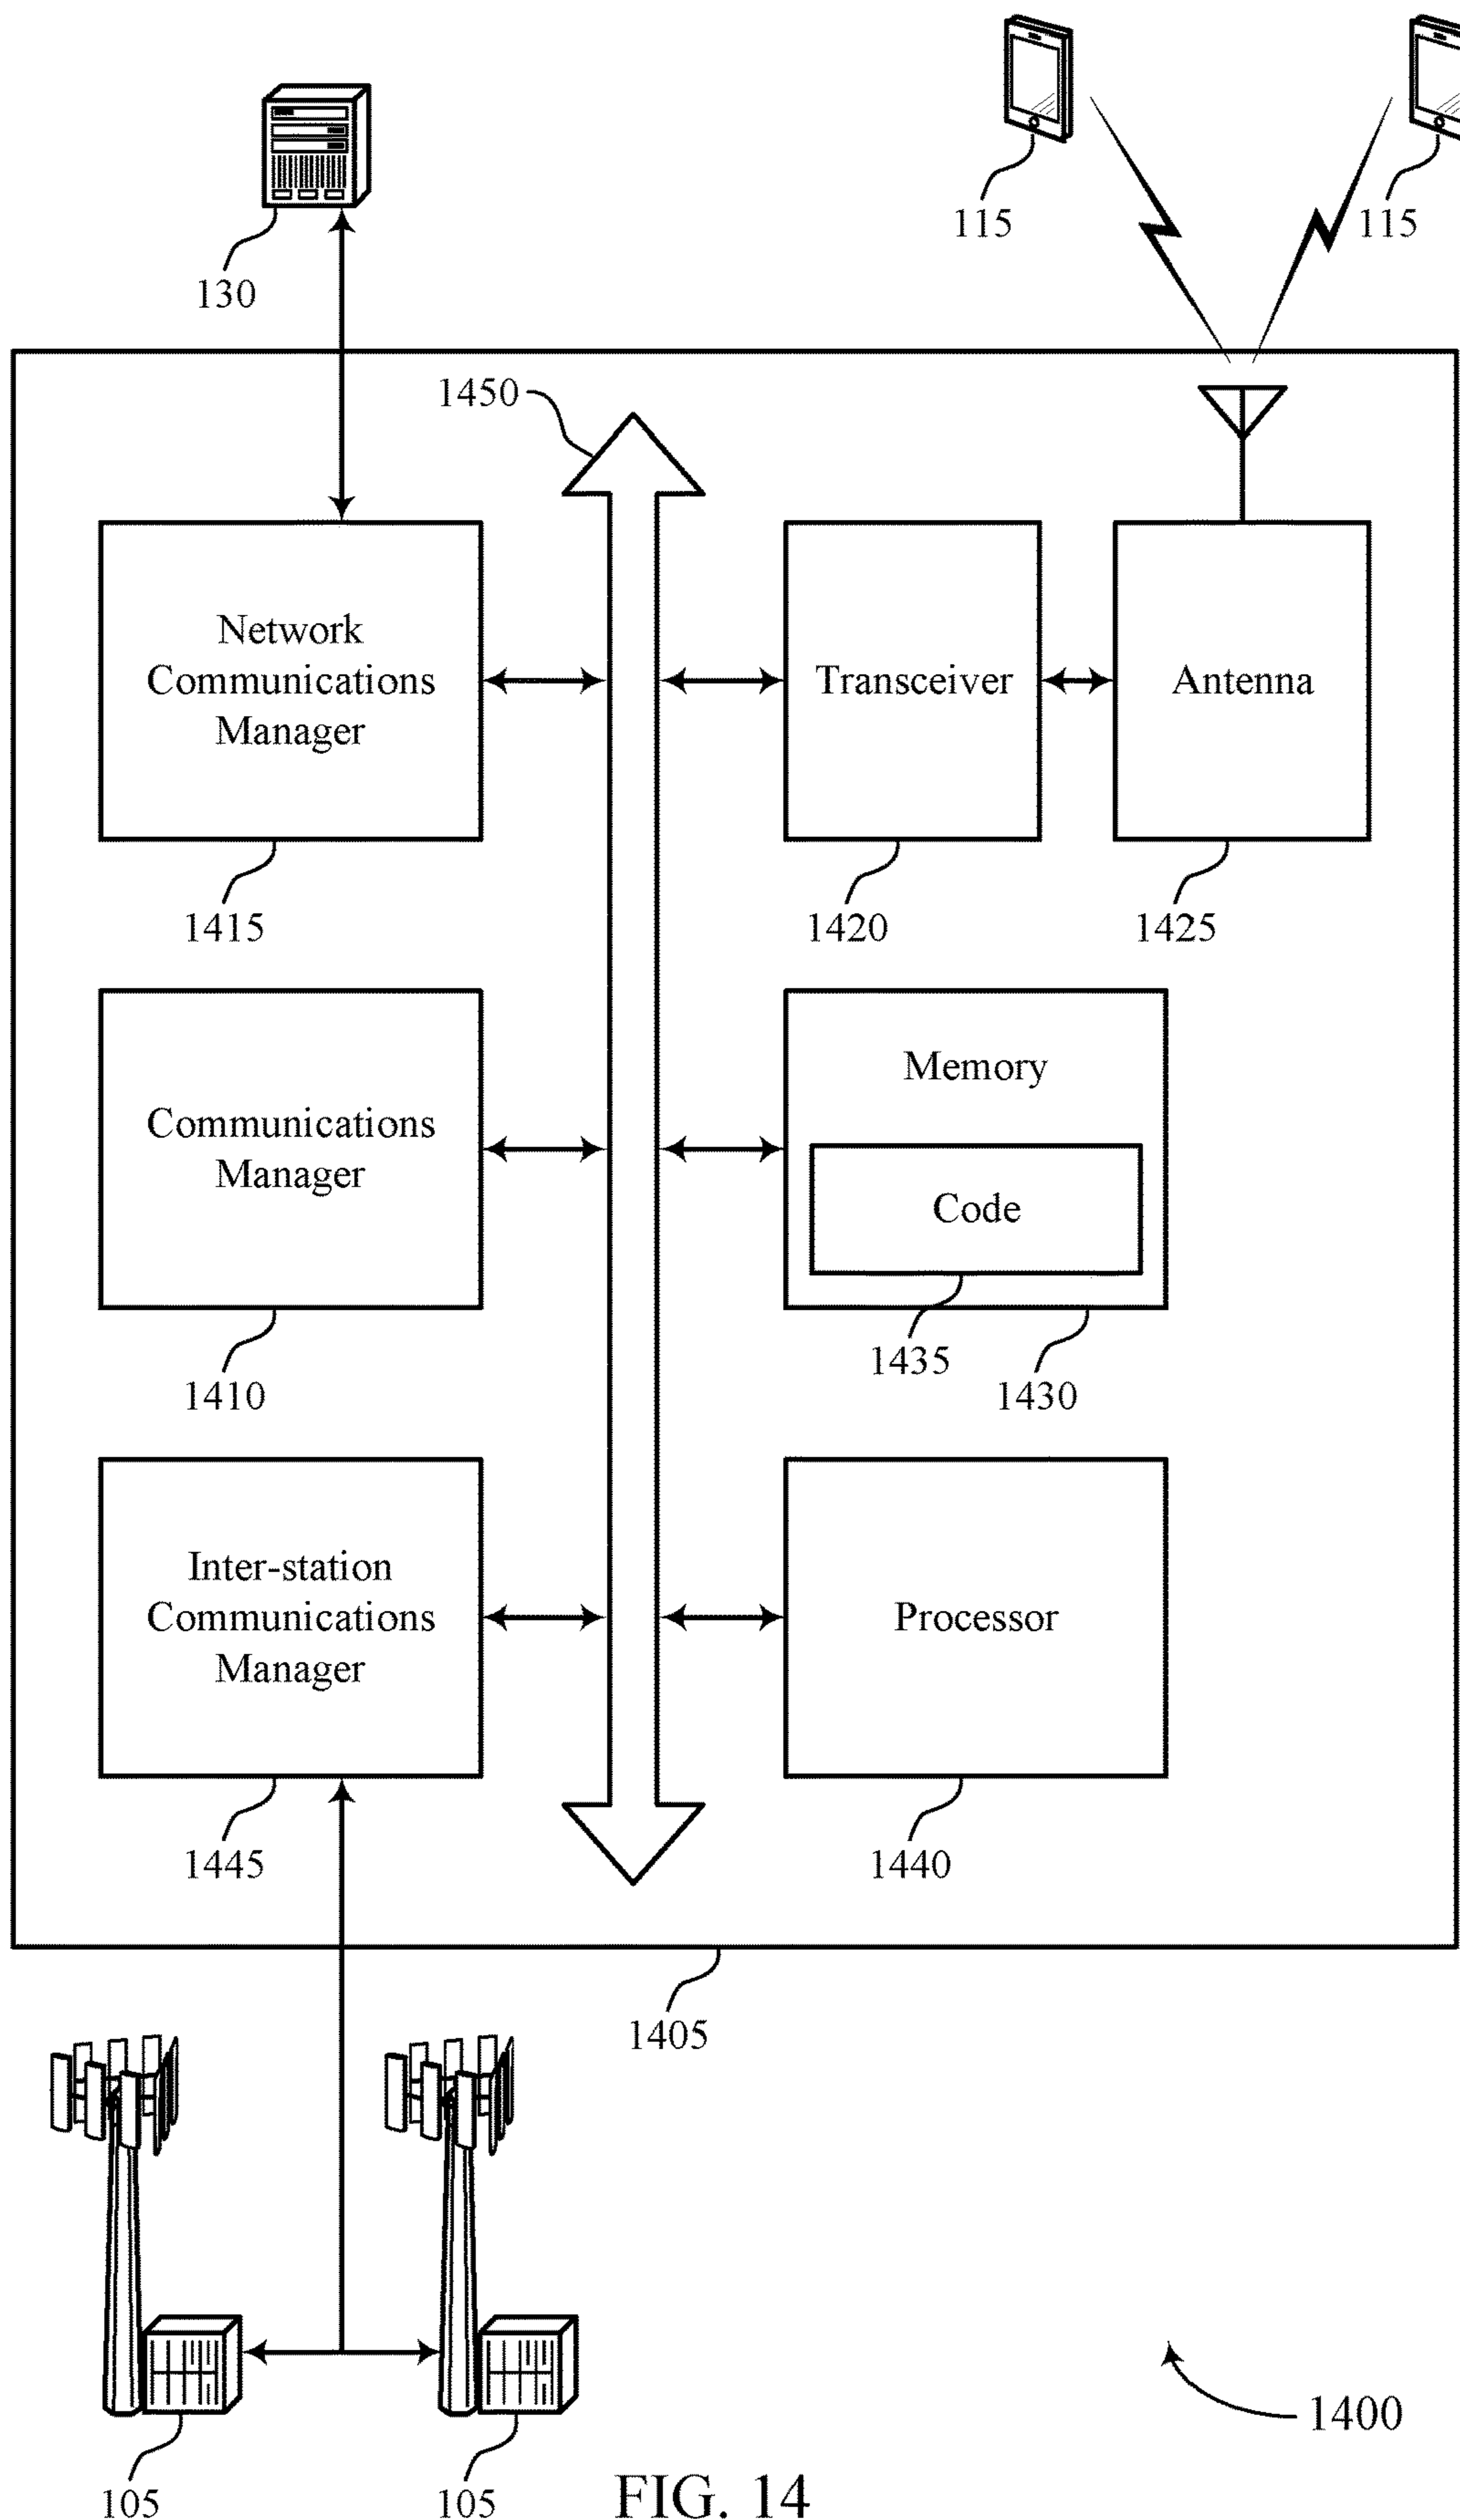 115
115
130
1450
Network
Communications
Manager
Transceiver
Antenna
1415
1420
1425
Communications
Manager
Memory
Code
1410
1435
1430
Inter-station
Communications
Manager
Processor
1445
1440
1405
1400
105
105
FIG. 14